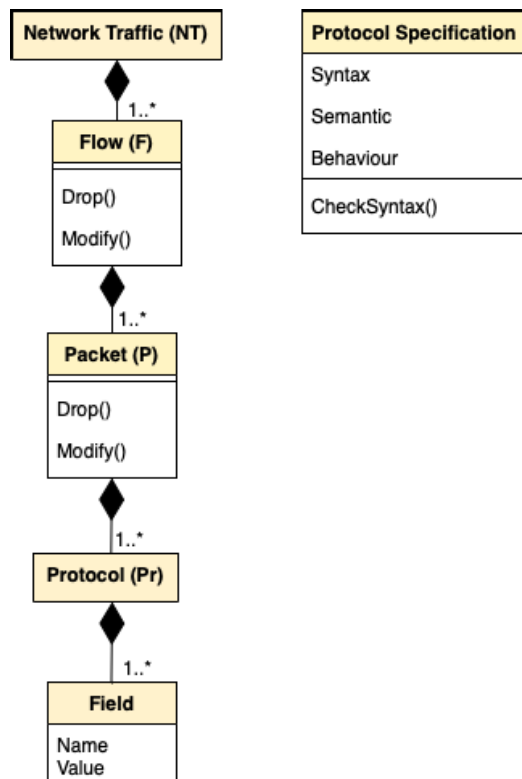 Network Traffic (NT)
1..*
Flow (F)
Drop()
Modify()
1..*
Packet (P)
Drop()
Modify()
1..*
Protocol (Pr)
1..*
Field
Name
Value
Protocol Specification
Syntax
Semantic
Behaviour
CheckSyntax()